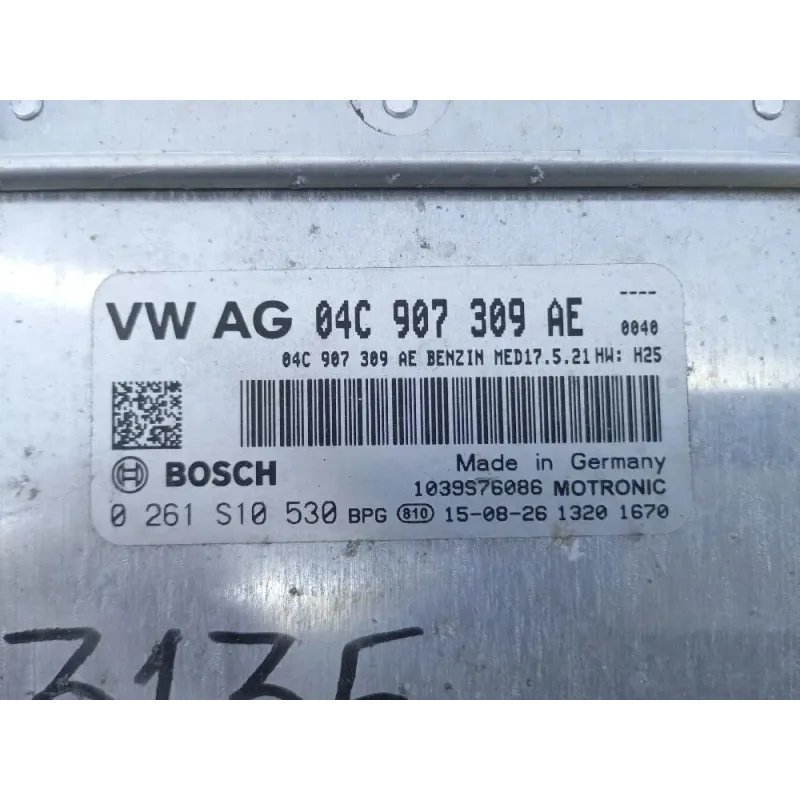 VW AG 04C 907 309 AE ----
0040
04C 907 309 AE BENZIN MED17.5.21 HW: H25
BOSCH
Made in Germany
1039S76086 MOTRONIC
0 261 S10 530 BPG 810 15-08-26 1320 1670
3135